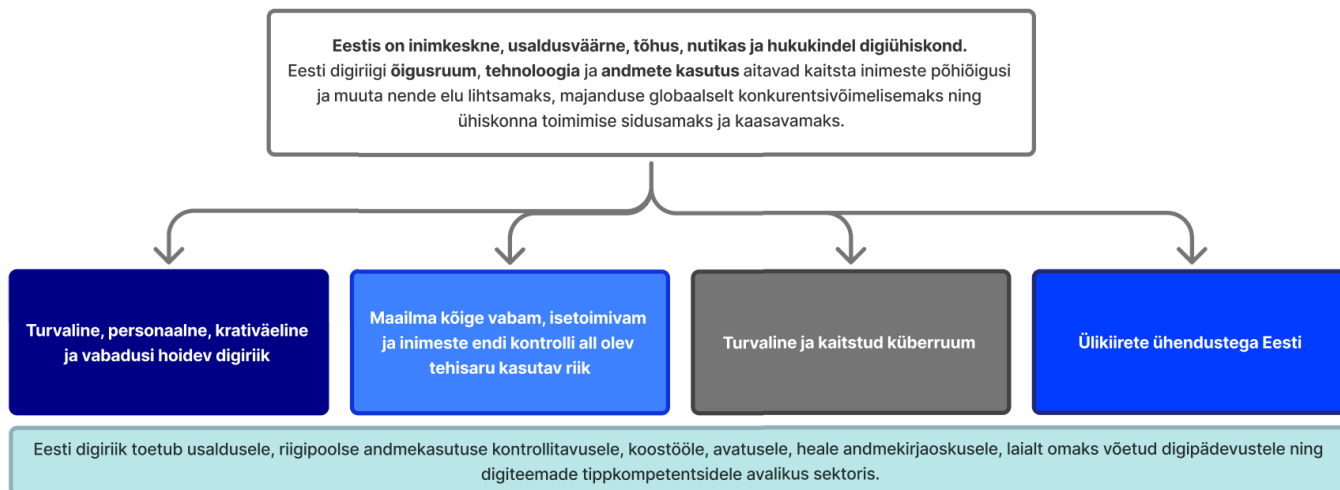 Eestis on inimkeskne, usaldusväärne, tõhus, nutikas ja hukukindel digiühiskond.
Eesti digiriigi õigusruum, tehnoloogia ja andmete kasutus aitavad kaitsta inimeste põhiõigusi
ja muuta nende elu lihtsamaks, majanduse globaalselt konkurentsivõimelisemaks ning
ühiskonna toimimise sidusamaks ja kaasavamaks.
Turvaline, personaalne, krativäeline
ja vabadusi hoidev digiriik
Maailma kõige vabam, isetoimivam
ja inimeste endi kontrolli all olev
tehisaru kasutav riik
Turvaline ja kaitstud küberruum
Ülikiirete ühendustega Eesti
Eesti digiriik toetub usaldusele, riigipoolse andmekasutuse kontrollitavusele, koostööle, avatusele, heale andmekirjaoskusele, laialt omaks võetud digipädevustele ning
digiteemade tippkompetentsidele avalikus sektoris.